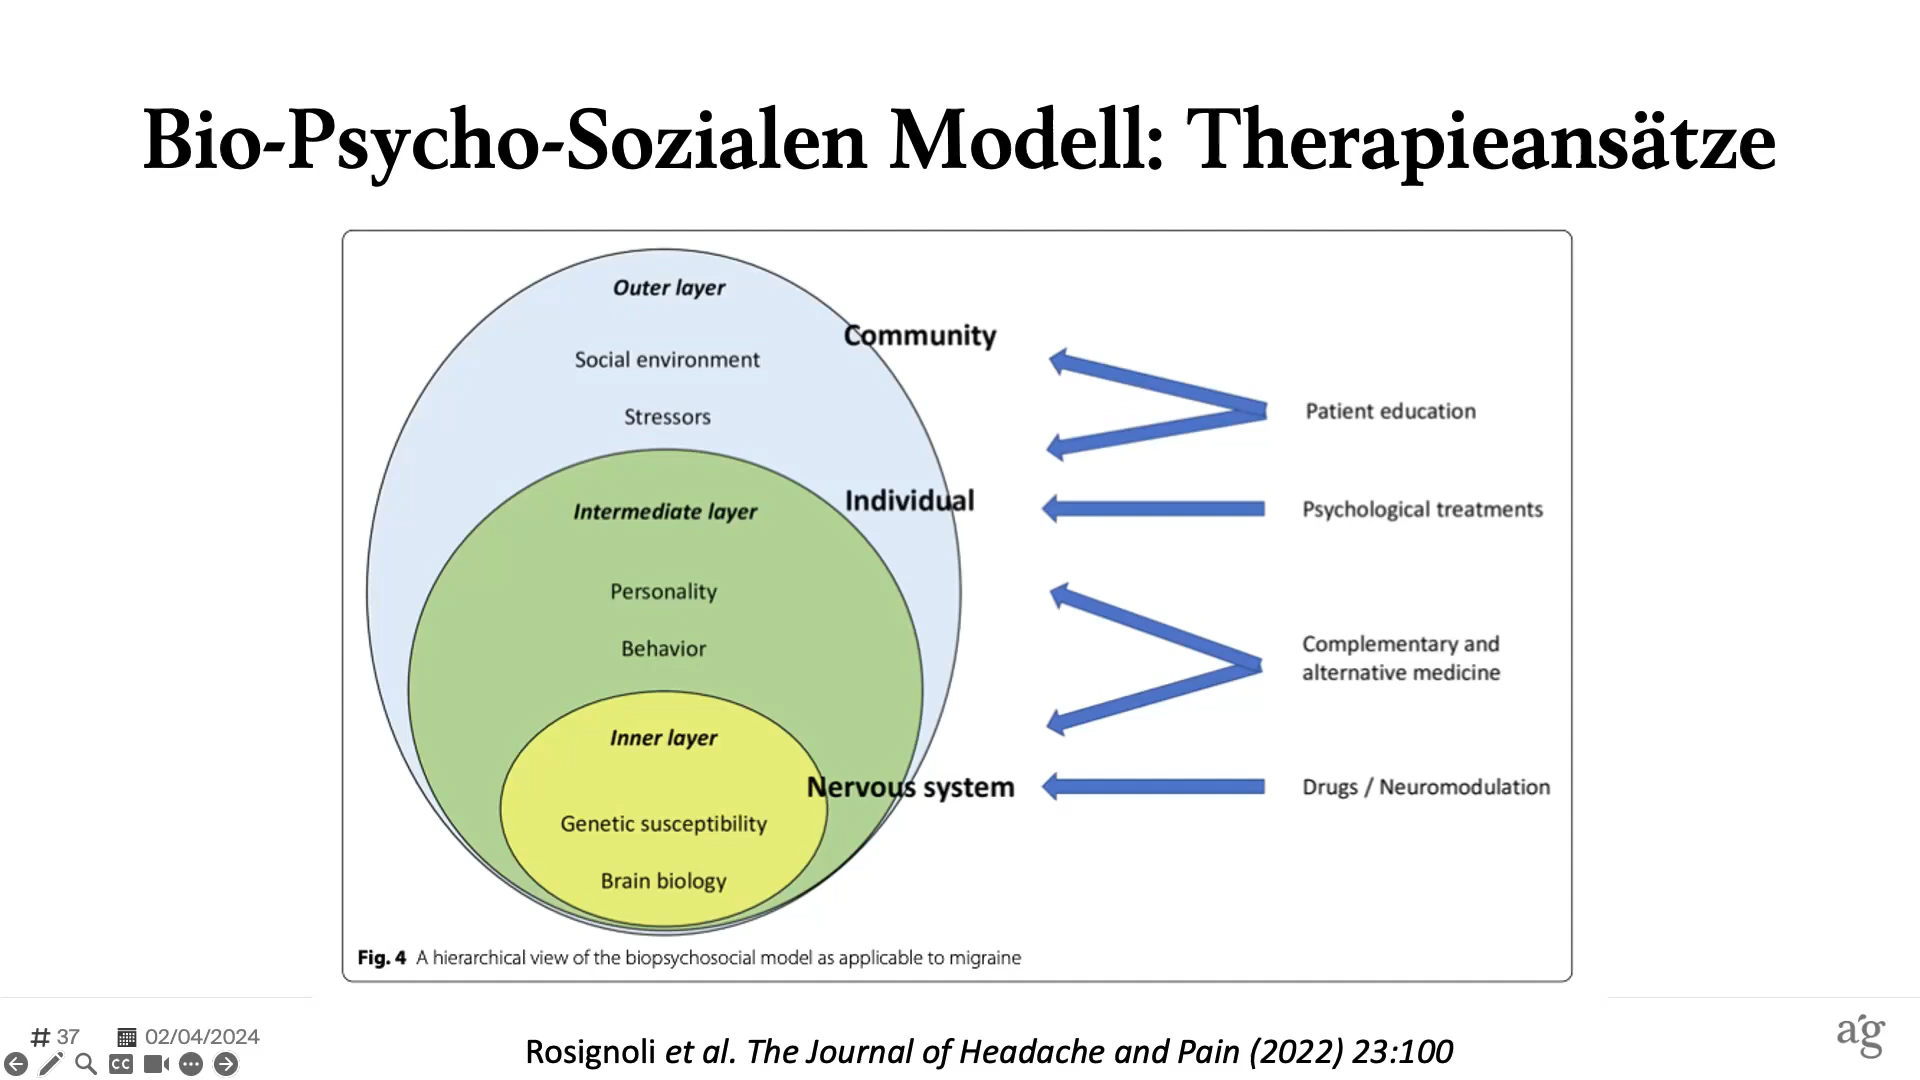 Bio-Psycho-Sozialen Modell: Therapieansätze
Outer layer
Community
Social environment
Stressors
Patient education
Intermediate layer
Individual
Psychological treatments
Personality
Behavior
Complementary and
alternative medicine
Inner layer
Nervous system
Drugs / Neuromodulation
Genetic susceptibility
Brain biology
Fig. 4 A hierarchical view of the biopsychosocial model as applicable to migraine
# 37 02/04/2024
CC
Rosignoli et al. The Journal of Headache and Pain (2022) 23:100
ag